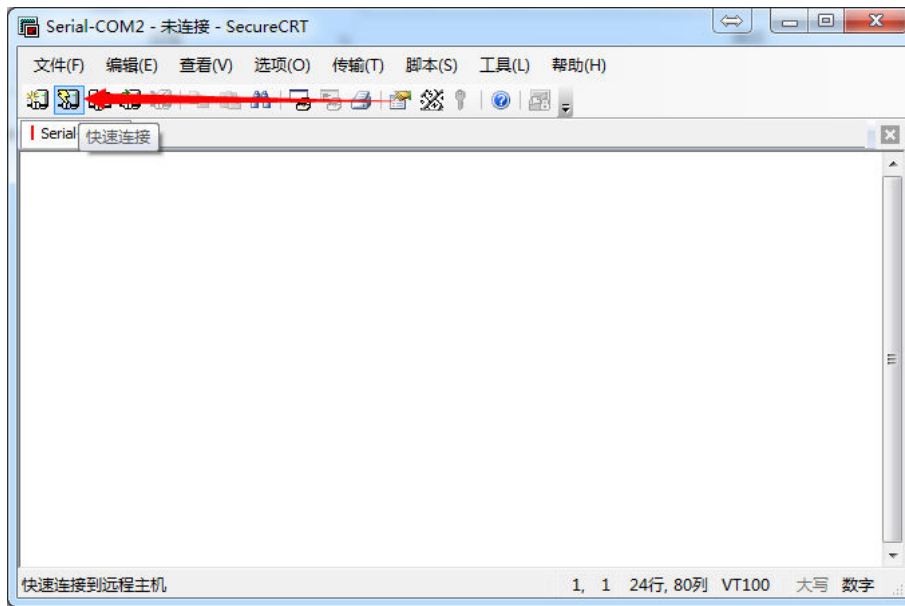 Serial-COM2 - 未连接 - SecureCRT
文件(F) 编辑(E) 查看(V) 选项(O) 传输(T) 脚本(S) 工具(L) 帮助(H)
Serial
快速连接
快速连接到远程主机 1, 1 24行, 80列 VT100 大写 数字